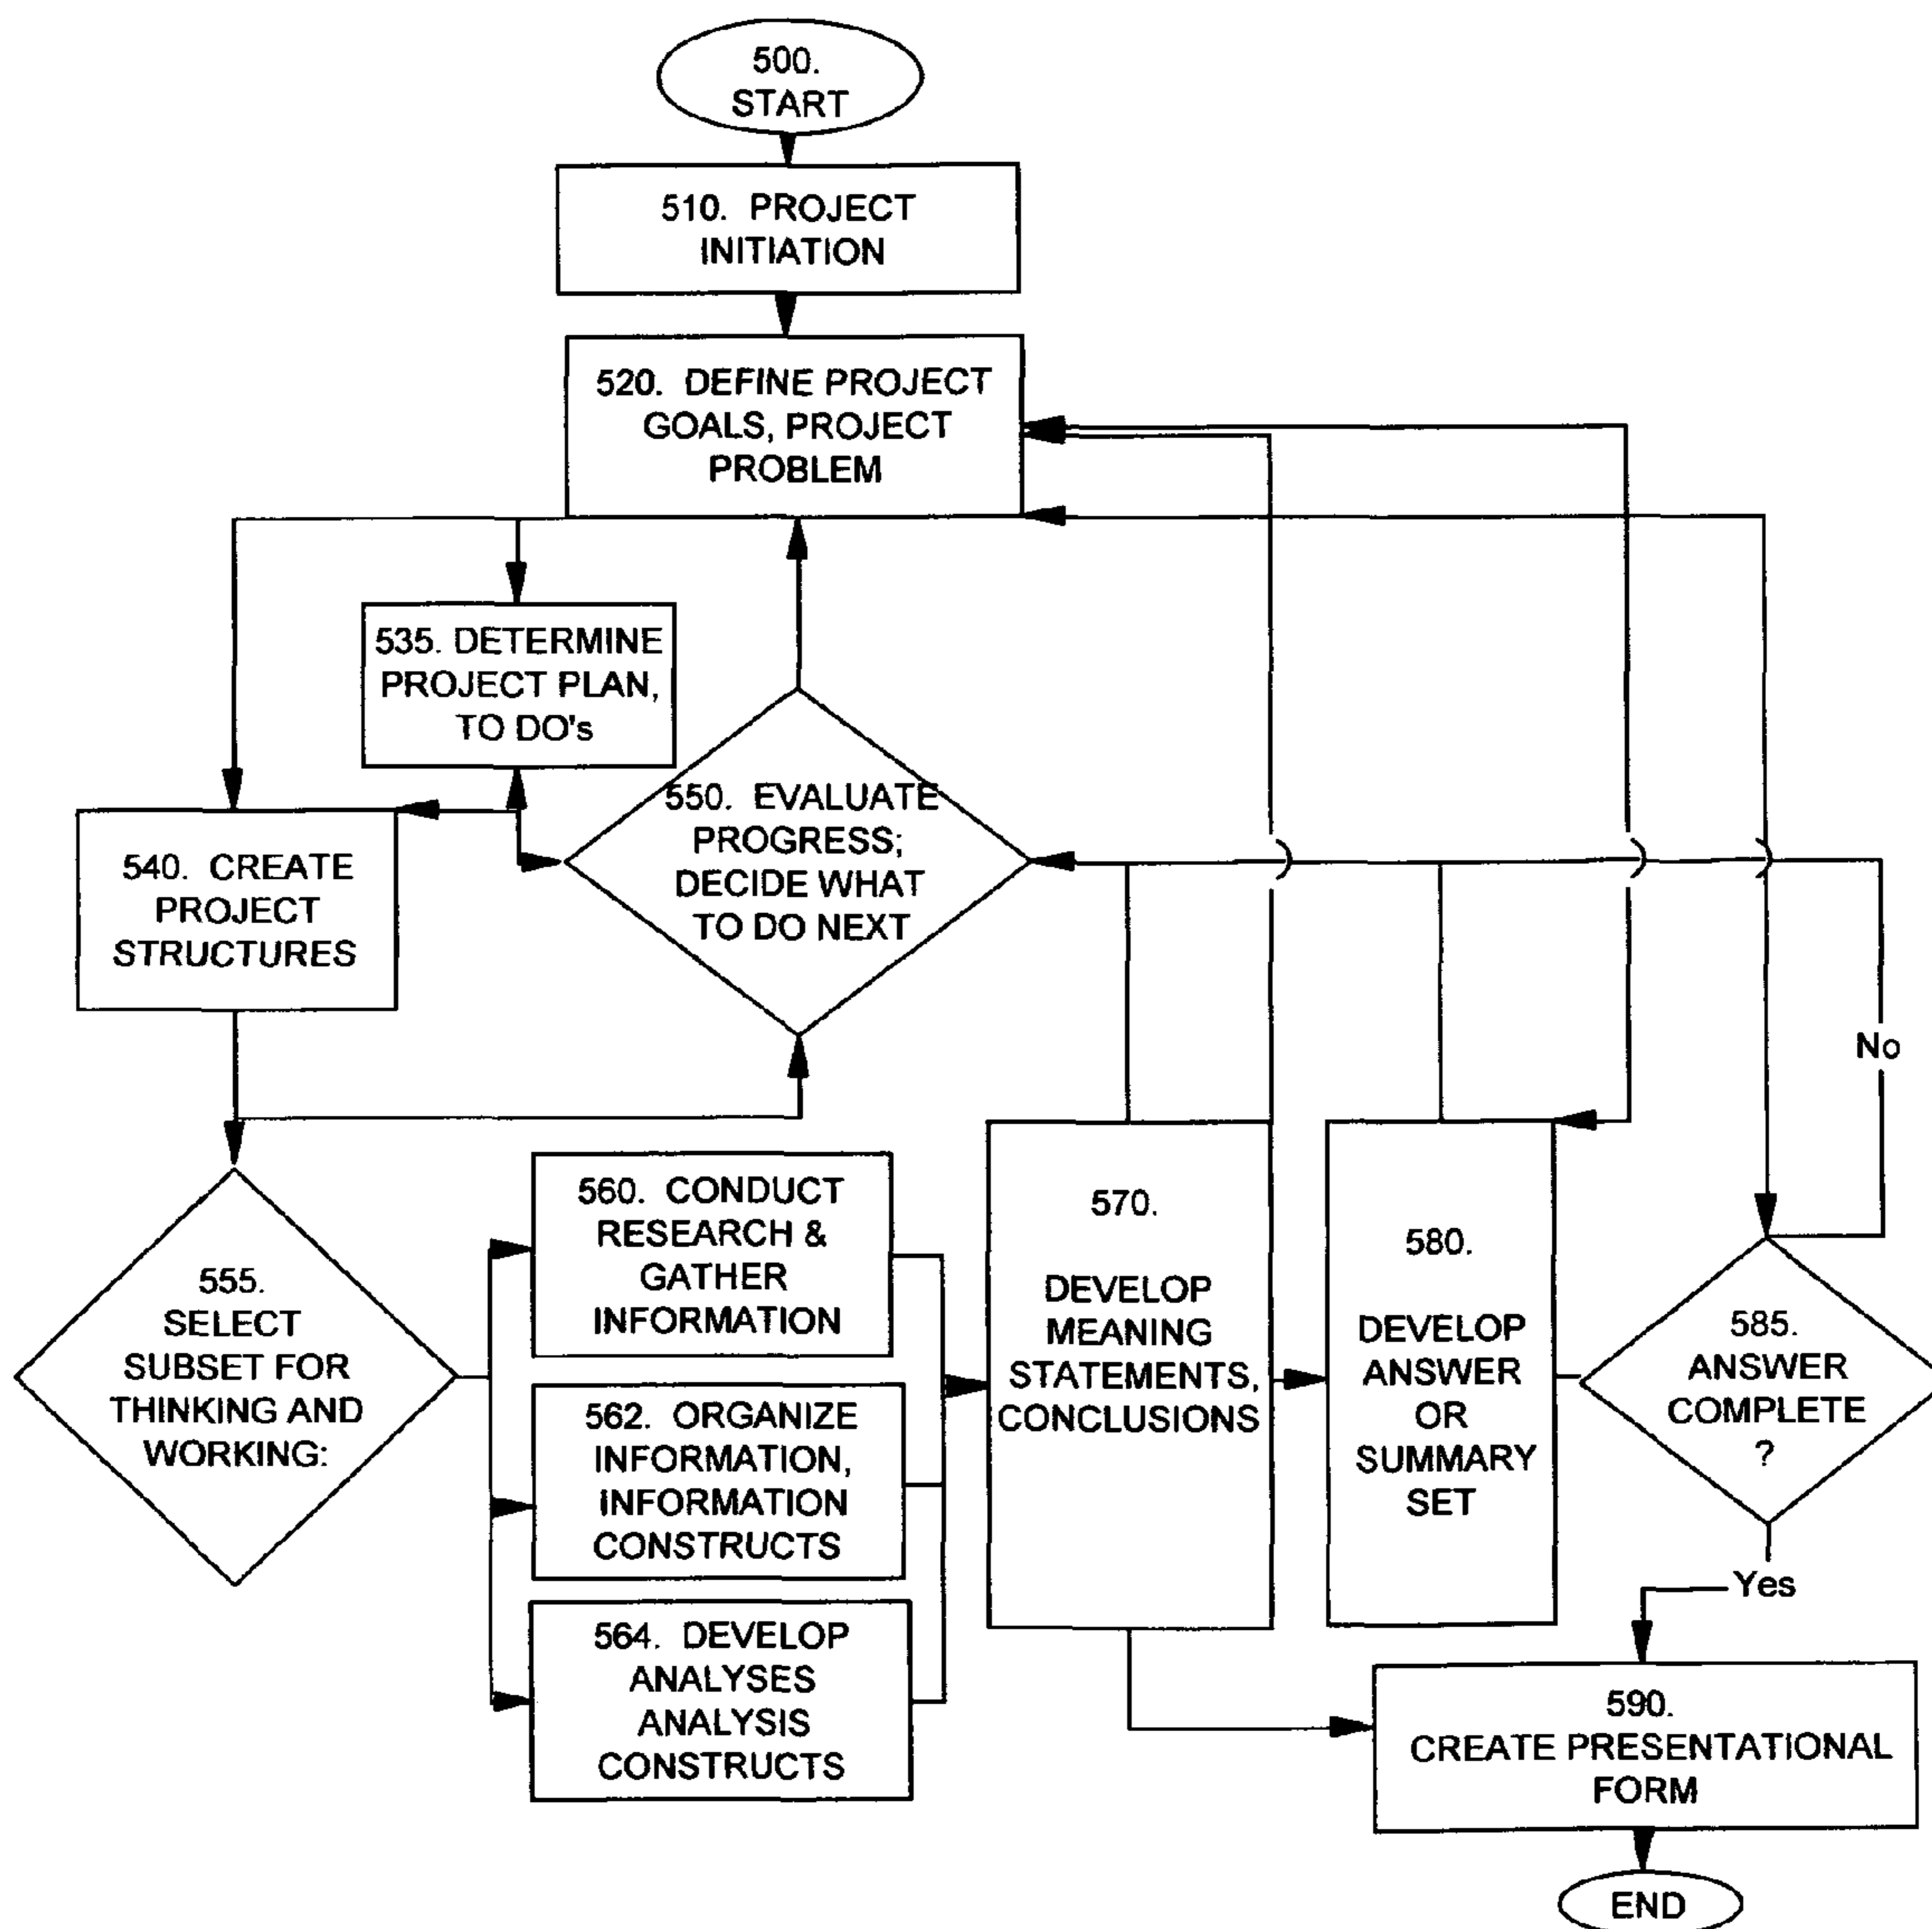 500.
START
510. PROJECT
INITIATION
520. DEFINE PROJECT
GOALS, PROJECT
PROBLEM
535. DETERMINE
PROJECT PLAN,
TO DO's
550. EVALUATE
PROGRESS;
DECIDE WHAT
TO DO NEXT
540. CREATE
PROJECT
STRUCTURES
No
555.
SELECT
SUBSET FOR
THINKING AND
WORKING:
560. CONDUCT
RESEARCH &
GATHER
INFORMATION
562. ORGANIZE
INFORMATION,
INFORMATION
CONSTRUCTS
564. DEVELOP
ANALYSES
ANALYSIS
CONSTRUCTS
570.
DEVELOP
MEANING
STATEMENTS,
CONCLUSIONS
580.
DEVELOP
ANSWER
OR
SUMMARY
SET
585.
ANSWER
COMPLETE
?
Yes
590.
CREATE PRESENTATIONAL
FORM
END